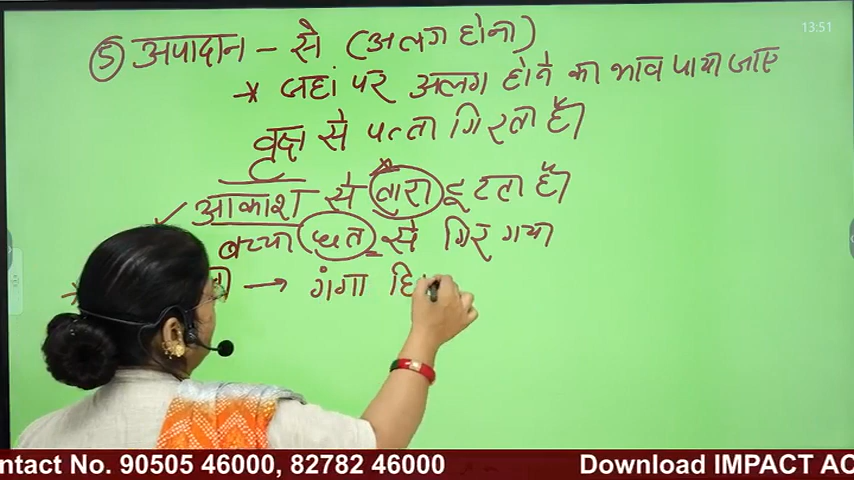 13:51
⑤ अपादान - से (अलग होना)
* जहां पर अलग होने का भाव पाया जाए
वृक्ष से पत्ता गिरता है।
आकाश से तारा टूटता है।
बच्चा छत से गिर गया
→ गंगा हि
ntact No. 90505 46000, 82782 46000 Download IMPACT AC